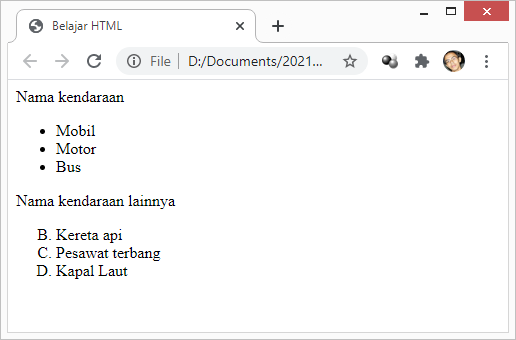 Belajar HTML
File D:/Documents/2021...
Nama kendaraan
• Mobil
• Motor
• Bus
Nama kendaraan lainnya
B. Kereta api
C. Pesawat terbang
D. Kapal Laut